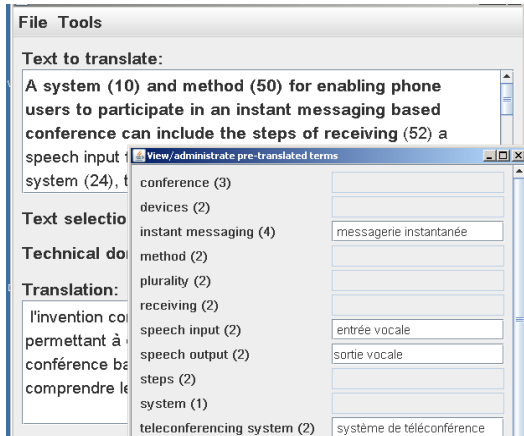 File Tools
Text to translate:
A system (10) and method (50) for enabling phone
users to participate in an instant messaging based
conference can include the steps of receiving (52) a
speech input
system (24),
View/administrate pre-translated terms
conference (3)
devices (2)
instant messaging (4) messagerie instantanée
method (2)
plurality (2)
receiving (2)
speech input (2) entrée vocale
speech output (2) sortie vocale
steps (2)
system (1)
teleconferencing system (2) système de téléconférence
Text selectio
Technical do
Translation:
l'invention co
permettant à
conférence ba
comprendre le